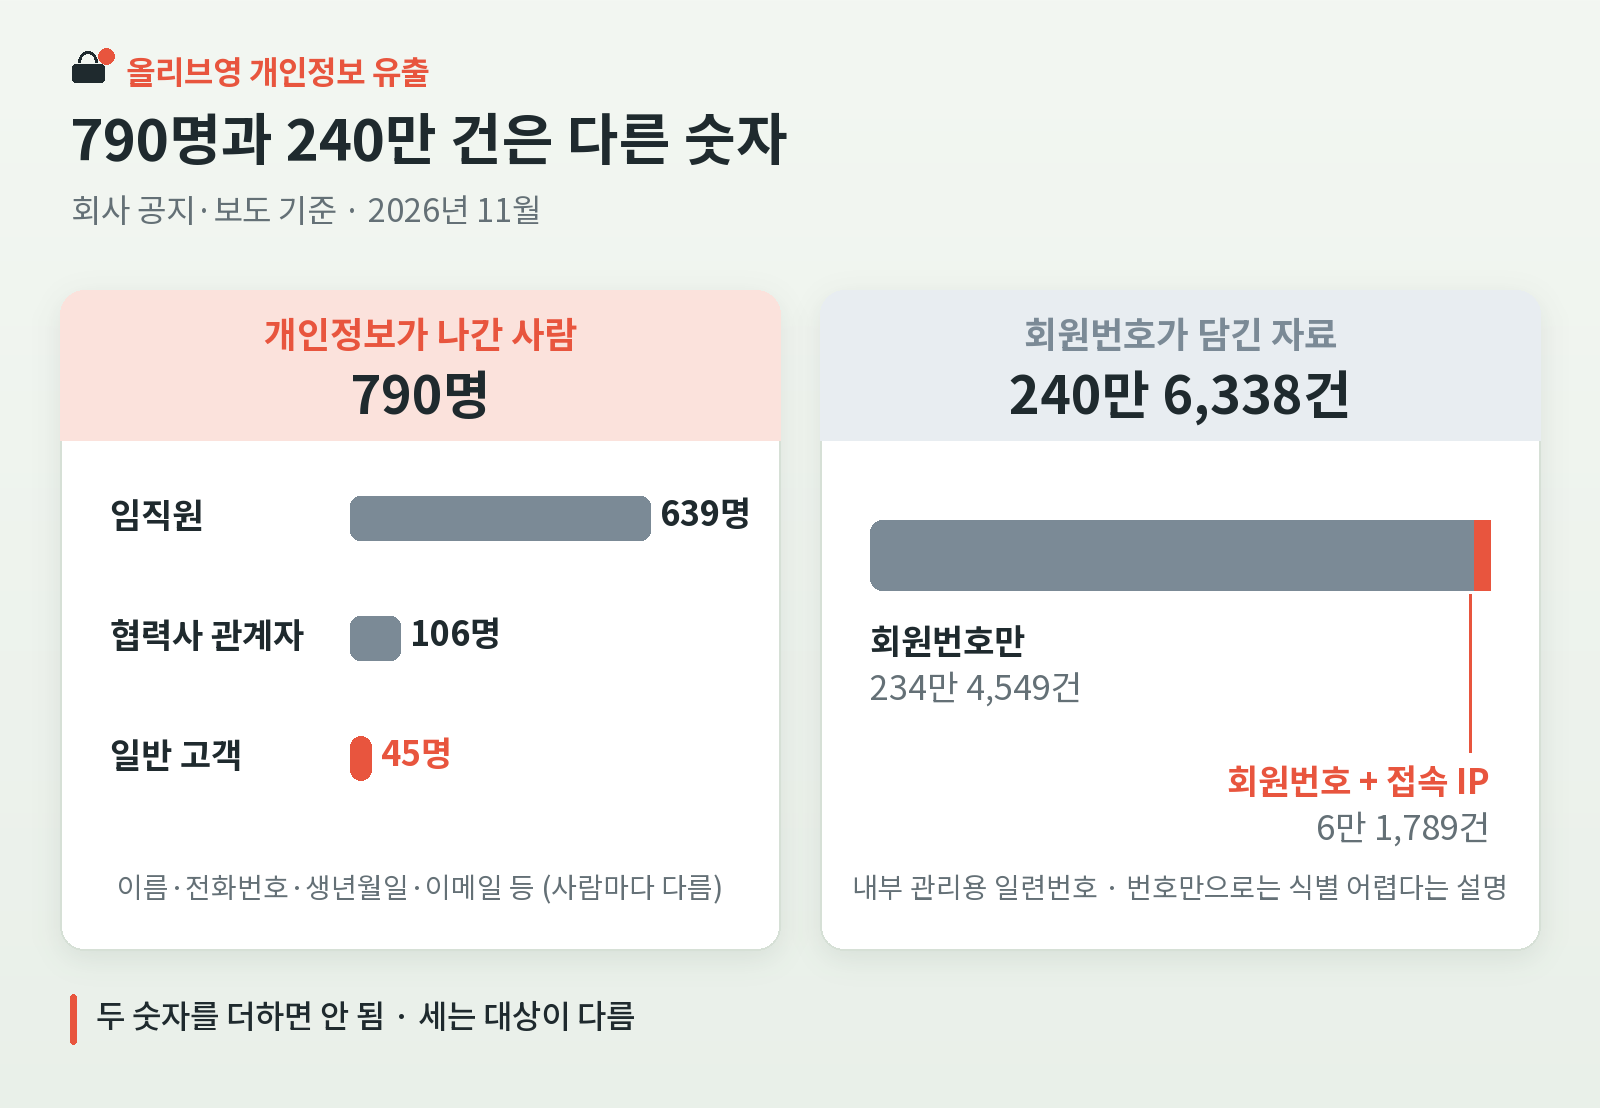 올리브영 개인정보 유출
790명과 240만 건은 다른 숫자
회사 공지·보도 기준 · 2026년 11월
개인정보가 나간 사람
790명
임직원 639명
협력사 관계자 106명
일반 고객 45명
이름·전화번호·생년월일·이메일 등 (사람마다 다름)
회원번호가 담긴 자료
240만 6,338건
회원번호만
234만 4,549건
회원번호 + 접속 IP
6만 1,789건
내부 관리용 일련번호 · 번호만으로는 식별 어렵다는 설명
두 숫자를 더하면 안 됨 · 세는 대상이 다름